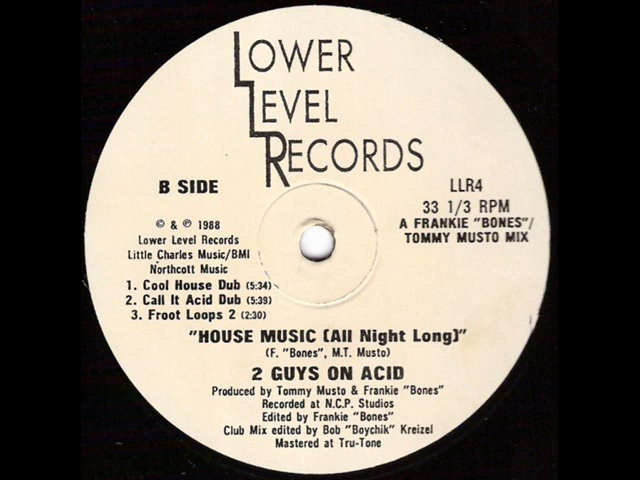 LOWER
LEVEL
RECORDS
B SIDE
LLR4
33 1/3 RPM
A FRANKIE "BONES"/
TOMMY MUSTO MIX
© & ℗ 1988
Lower Level Records
Little Charles Music/BMI
Northcott Music
1. Cool House Dub (5:34)
2. Call It Acid Dub (5:39)
3. Froot Loops 2 (2:30)
"HOUSE MUSIC (All Night Long)"
(F. "Bones", M.T. Musto)
2 GUYS ON ACID
Produced by Tommy Musto & Frankie "Bones"
Recorded at N.C.P. Studios
Edited by Frankie "Bones"
Club Mix edited by Bob "Boychik" Kreizel
Mastered at Tru-Tone